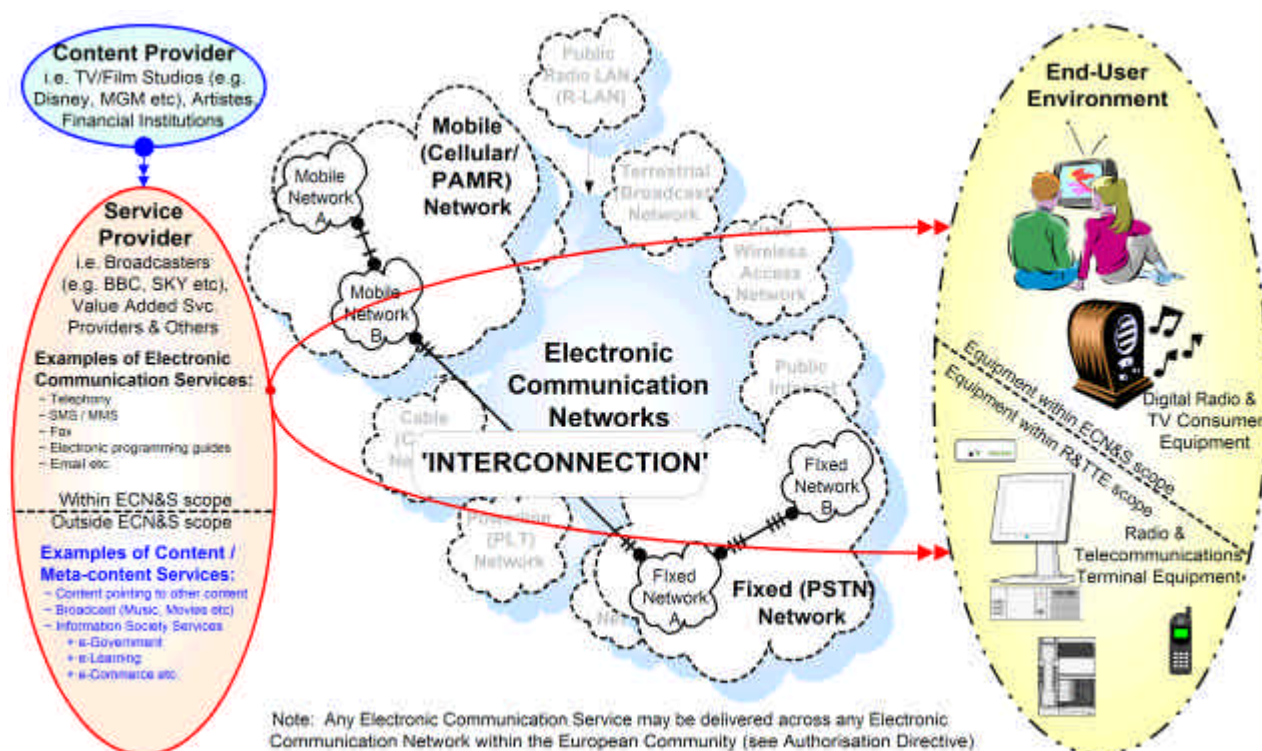 Content Provider
i.e. TV/Film Studios (e.g.
Disney, MGM etc), Artistes,
Financial Institutions
Service
Provider
i.e. Broadcasters
(e.g. BBC, SKY etc),
Value Added Svc
Providers & Others
Examples of Electronic
Communication Services:
~ Telephony
~ SMS / MMS
~ Fax
~ Electronic programming guides
~ Email etc.
Within ECN&S scope
Outside ECN&S scope
Examples of Content /
Meta-content Services:
~ Content pointing to other content
~ Broadcast (Music, Movies etc)
~ Information Society Services
+ e-Government
+ e-Learning
+ e-Commerce etc.
Public
Radio LAN
(R-LAN)
Mobile
(Cellular/
PAMR)
Network
Mobile
Network
A
Mobile
Network
B
Terrestrial
(Broadcast)
Network
Fixed
Wireless
Access
Network
Electronic
Communication
Networks
Public
Internet
Cable
'INTERCONNECTION'
Powerline
(PLT)
Network
FIxed
Network
B
FIxed
Network
A
Fixed (PSTN)
Network
End-User
Environment
Equipment within ECN&S scope
Equipment within R&TTE scope
Digital Radio &
TV Consumer
Equipment
Radio &
Telecommunications
Terminal Equipment
Note: Any Electronic Communication Service may be delivered across any Electronic
Communication Network within the European Community (see Authorisation Directive)